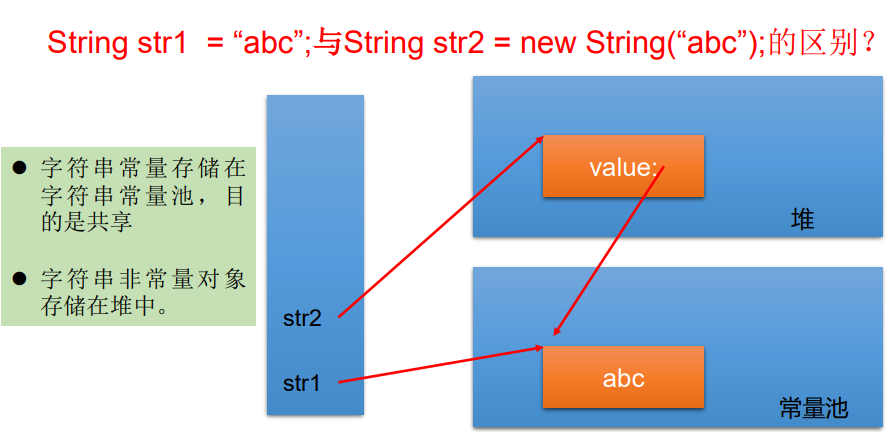 String str1  = “abc”;与String str2 = new String(“abc”);的区别？
● 字符串常量存储在
字符串常量池，目
的是共享
● 字符串非常量对象
存储在堆中。
str2
str1
value:
堆
abc
常量池